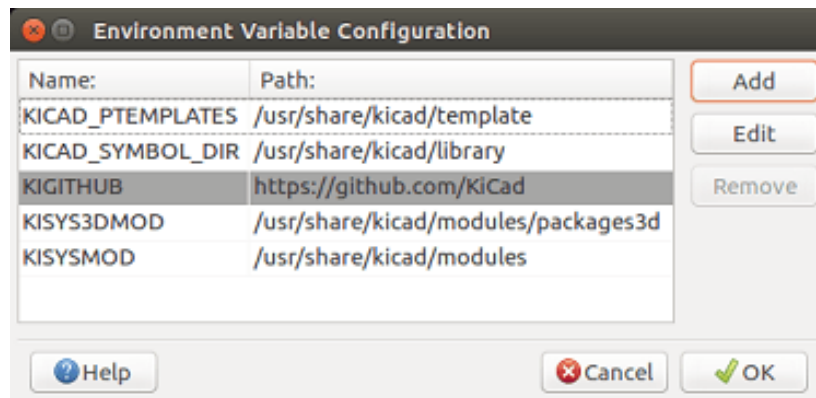 Environment Variable Configuration
Name: Path:
KICAD_PTEMPLATES /usr/share/kicad/template
KICAD_SYMBOL_DIR /usr/share/kicad/library
KIGITHUB https://github.com/KiCad
KISYS3DMOD /usr/share/kicad/modules/packages3d
KISYSMOD /usr/share/kicad/modules
Add
Edit
Remove
Help Cancel OK